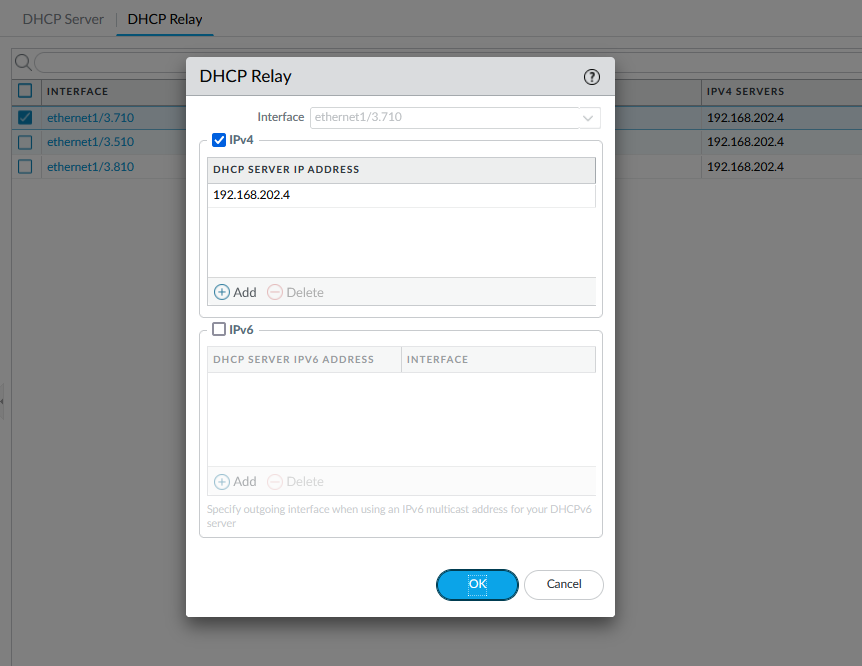 DHCP Server
DHCP Relay
INTERFACE
IPV4 SERVERS
ethernet1/3.710
192.168.202.4
ethernet1/3.510
192.168.202.4
ethernet1/3.810
192.168.202.4
DHCP Relay
?
Interface
ethernet1/3.710
IPv4
DHCP SERVER IP ADDRESS
192.168.202.4
Add
Delete
IPv6
DHCP SERVER IPV6 ADDRESS
INTERFACE
Add
Delete
Specify outgoing interface when using an IPv6 multicast address for your DHCPv6
server
OK
Cancel